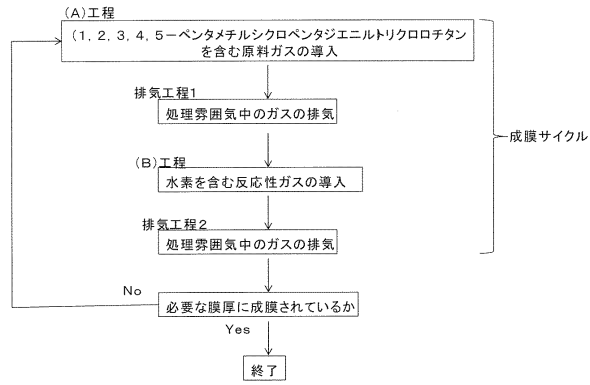 (A)工程
(1，2，3，4，5－ペンタメチルシクロペンタジエニルトリクロロチタン
を含む原料ガスの導入
排気工程1
処理雰囲気中のガスの排気
成膜サイクル
(B)工程
水素を含む反応性ガスの導入
排気工程2
処理雰囲気中のガスの排気
No
必要な膜厚に成膜されているか
Yes
終了